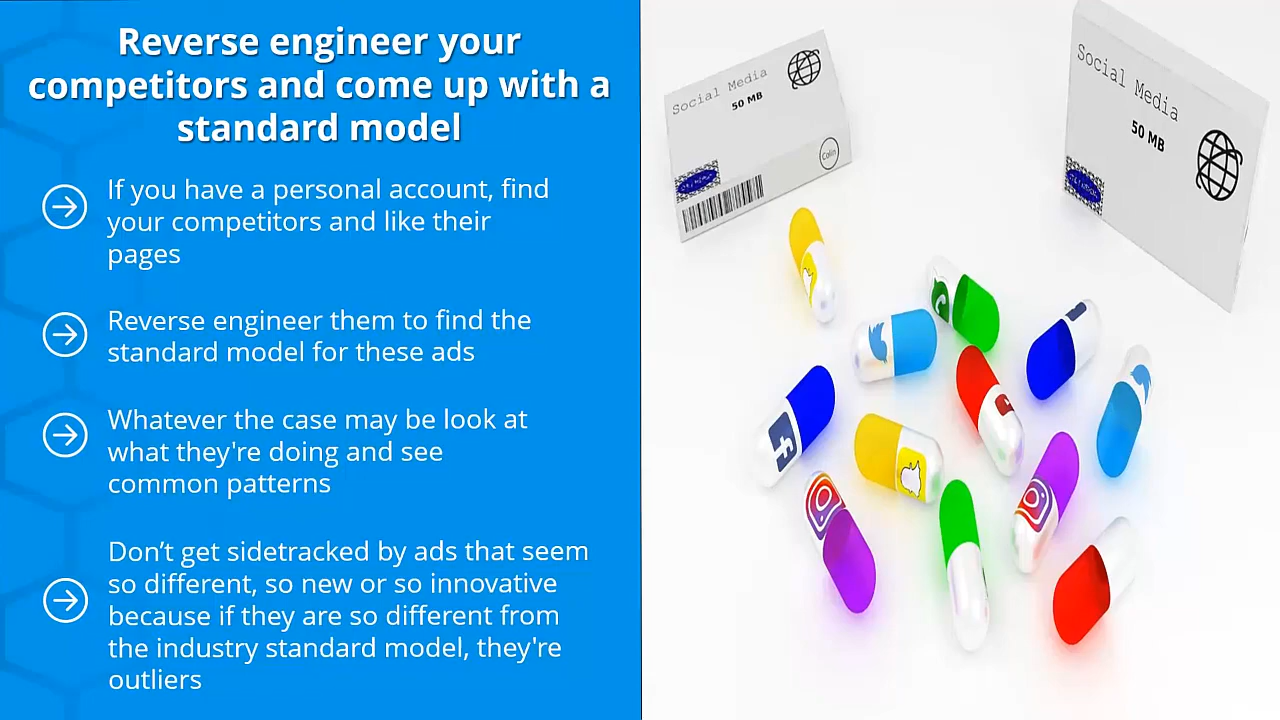 Reverse engineer your
competitors and come up with a
standard model
If you have a personal account, find
your competitors and like their
pages
Reverse engineer them to find the
standard model for these ads
Whatever the case may be look at
what they're doing and see
common patterns
Don’t get sidetracked by ads that seem
so different, so new or so innovative
because if they are so different from
the industry standard model, they're
outliers
Social Media
50 MB
Colin
Social Media
50 MB